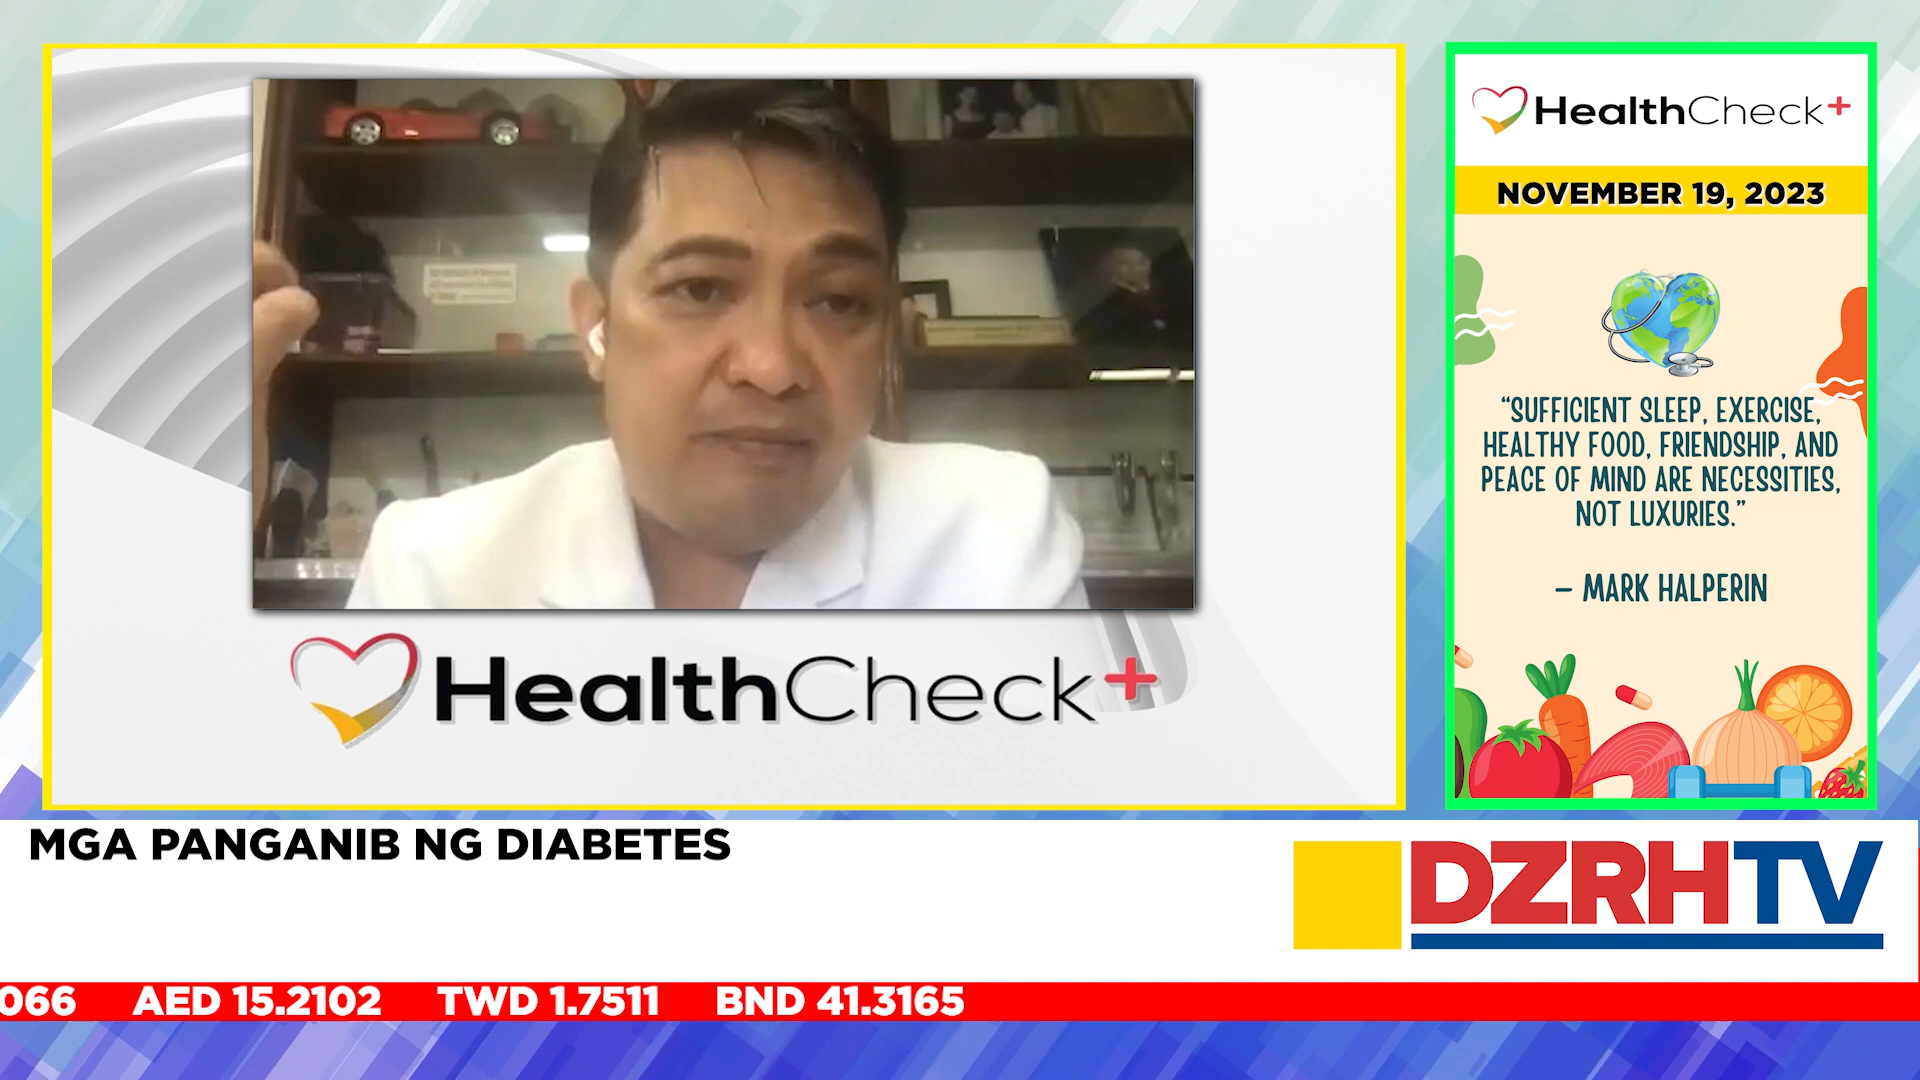 HealthCheck+
NOVEMBER 19, 2023
“SUFFICIENT SLEEP, EXERCISE,
HEALTHY FOOD, FRIENDSHIP, AND
PEACE OF MIND ARE NECESSITIES,
NOT LUXURIES.”
– MARK HALPERIN
HealthCheck+
MGA PANGANIB NG DIABETES
DZRHTV
066 AED 15.2102 TWD 1.7511 BND 41.3165